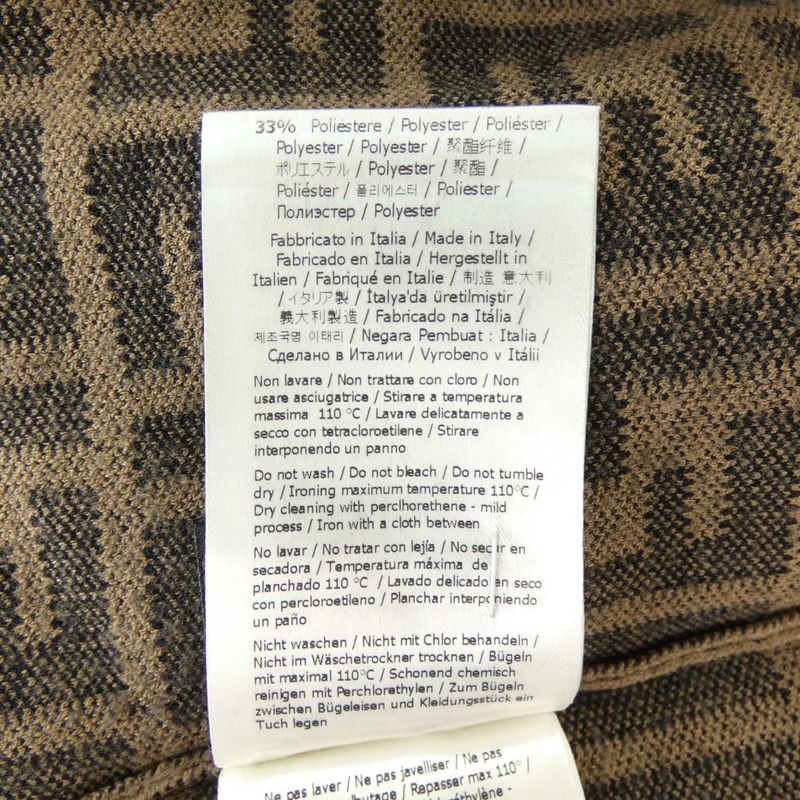 33% Poliestere / Polyester / Poliéster /
Polyester / Polyester / 聚酯纤维 /
ポリエステル / Polyester / 聚酯 /
Poliéster / 폴리에스터 / Poliester /
Полиэстер / Polyester
Fabbricato in Italia / Made in Italy /
Fabricado en Italia / Hergestellt in
Italien / Fabriqué en Italie / 制造 意大利
/ イタリア製 / İtalya'da üretilmiştir /
義大利製造 / Fabricado na Itália /
제조국명 이태리 / Negara Pembuat : Italia /
Сделано в Италии / Vyrobeno v Itálii
Non lavare / Non trattare con cloro / Non
usare asciugatrice / Stirare a temperatura
massima 110 °C / Lavare delicatamente a
secco con tetracloroetilene / Stirare
interponendo un panno
Do not wash / Do not bleach / Do not tumble
dry / Ironing maximum temperature 110°C /
Dry cleaning with perclhorethene - mild
process / Iron with a cloth between
No lavar / No tratar con lejía / No secar en
secadora / Temperatura máxima de
planchado 110 °C / Lavado delicado en seco
con percloroetileno / Planchar interponiendo
un paño
Nicht waschen / Nicht mit Chlor behandeln /
Nicht im Wäschetrockner trocknen / Bügeln
mit maximal 110°C / Schonend chemisch
reinigen mit Perchlorethylen / Zum Bügeln
zwischen Bügeleisen und Kleidungsstück ein
Tuch legen
Ne pas laver / Ne pas javelliser / Ne pas
/ Repasser max 110° /